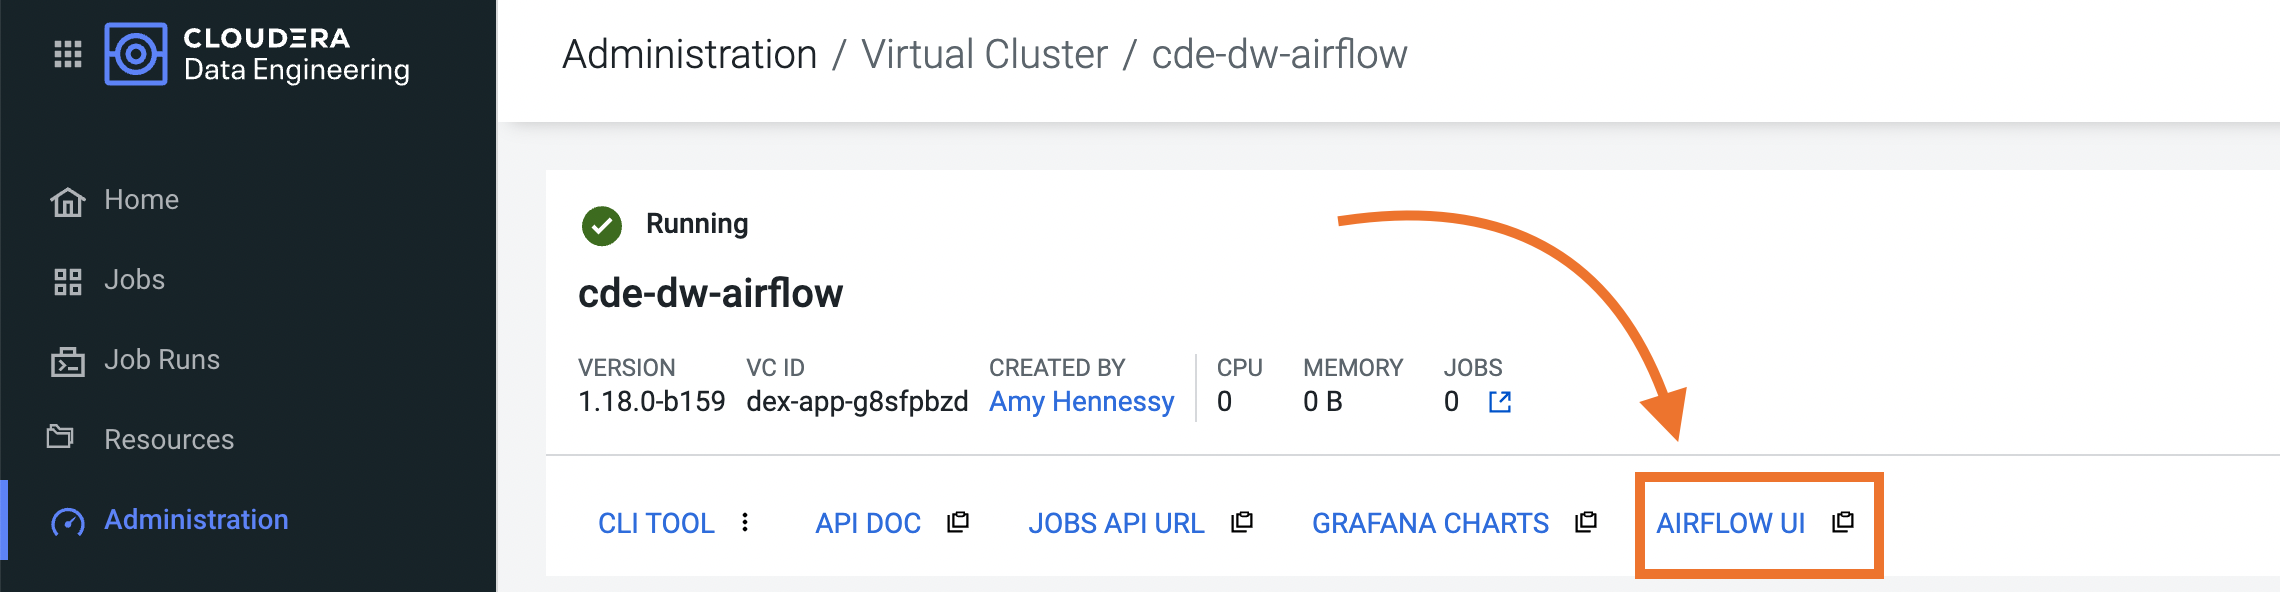 CLOUDERA
Data Engineering
Home
Jobs
Job Runs
Resources
Administration
Administration / Virtual Cluster / cde-dw-airflow
Running
cde-dw-airflow
VERSION VC ID CREATED BY CPU MEMORY JOBS
1.18.0-b159 dex-app-g8sfpbzd Amy Hennessy 0 0 B 0
CLI TOOL API DOC JOBS API URL GRAFANA CHARTS AIRFLOW UI